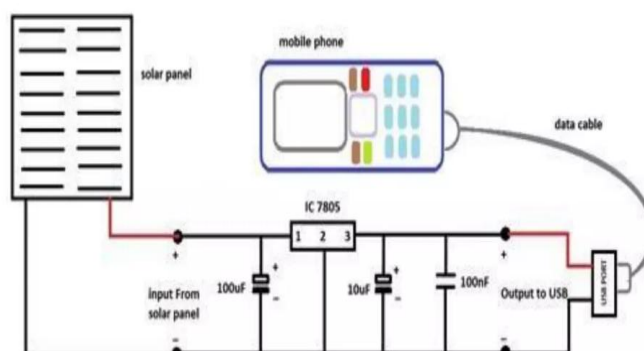 mobile phone
solar panel
data cable
IC 7805
1 2 3
+
+
+
+
100uF
10uF
100nF
-
-
input From
solar panel
Output to USB
USB PORT
-
-